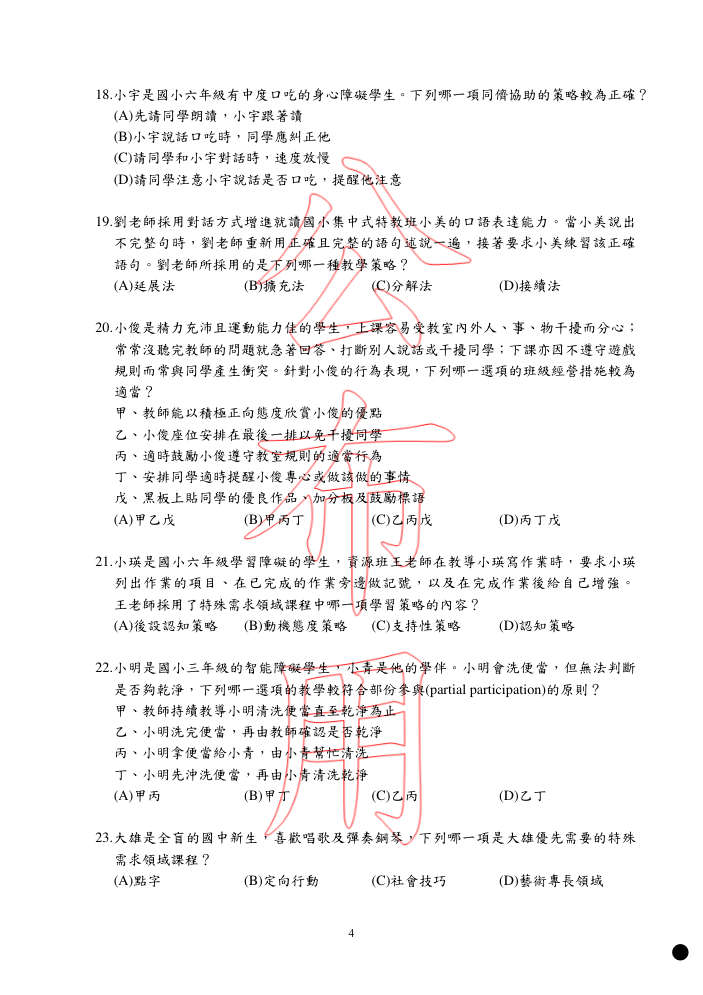 18.小宇是國小六年級有中度口吃的身心障礙學生。下列哪一項同儕協助的策略較為正確？
(A)先請同學朗讀，小宇跟著讀
(B)小宇說話口吃時，同學應糾正他
(C)請同學和小宇對話時，速度放慢
(D)請同學注意小宇說話是否口吃，提醒他注意
19.劉老師採用對話方式增進就讀國小集中式特教班小美的口語表達能力。當小美說出
不完整句時，劉老師重新用正確且完整的語句述說一遍，接著要求小美練習該正確
語句。劉老師所採用的是下列哪一種教學策略？
(A)延展法 (B)擴充法 (C)分解法 (D)接續法
20.小俊是精力充沛且運動能力佳的學生，上課容易受教室內外人、事、物干擾而分心；
常常沒聽完教師的問題就急著回答、打斷別人說話或干擾同學；下課亦因不遵守遊戲
規則而常與同學產生衝突。針對小俊的行為表現，下列哪一選項的班級經營措施較為
適當？
甲、教師能以積極正向態度欣賞小俊的優點
乙、小俊座位安排在最後一排以免干擾同學
丙、適時鼓勵小俊遵守教室規則的適當行為
丁、安排同學適時提醒小俊專心或做該做的事情
戊、黑板上貼同學的優良作品、加分板及鼓勵標語
(A)甲乙戊 (B)甲丙丁 (C)乙丙戊 (D)丙丁戊
21.小瑛是國小六年級學習障礙的學生，資源班王老師在教導小瑛寫作業時，要求小瑛
列出作業的項目、在已完成的作業旁邊做記號，以及在完成作業後給自己增強。
王老師採用了特殊需求領域課程中哪一項學習策略的內容？
(A)後設認知策略 (B)動機態度策略 (C)支持性策略 (D)認知策略
22.小明是國小三年級的智能障礙學生，小青是他的學伴。小明會洗便當，但無法判斷
是否夠乾淨，下列哪一選項的教學較符合部份參與(partial participation)的原則？
甲、教師持續教導小明清洗便當直至乾淨為止
乙、小明洗完便當，再由教師確認是否乾淨
丙、小明拿便當給小青，由小青幫忙清洗
丁、小明先沖洗便當，再由小青清洗乾淨
(A)甲丙 (B)甲丁 (C)乙丙 (D)乙丁
23.大雄是全盲的國中新生，喜歡唱歌及彈奏鋼琴，下列哪一項是大雄優先需要的特殊
需求領域課程？
(A)點字 (B)定向行動 (C)社會技巧 (D)藝術專長領域
4
公
布
用